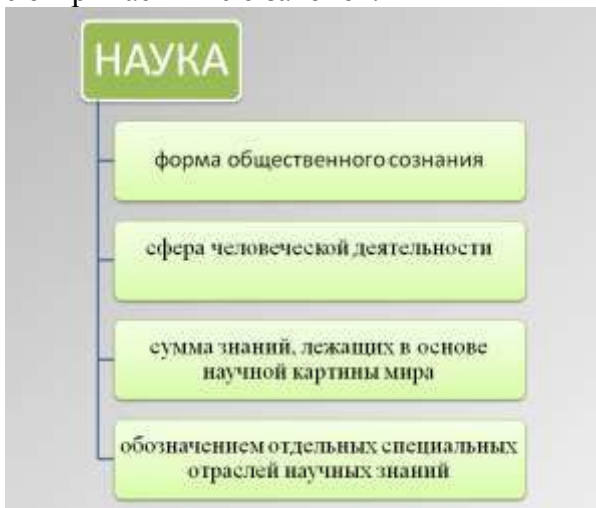 НАУКА
форма общественного сознания
сфера человеческой деятельности
сумма знаний, лежащих в основе
научной картины мира
обозначением отдельных специальных
отраслей научных знаний